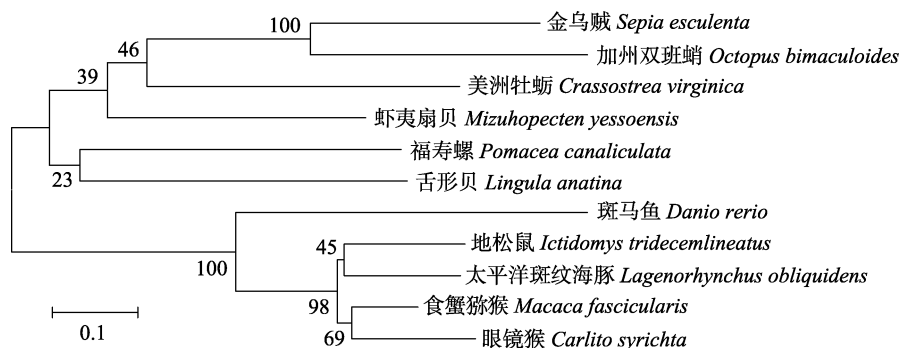 100
金乌贼 Sepia esculenta
46
加州双班蛸 Octopus bimaculoides
39
美洲牡蛎 Crassostrea virginica
虾夷扇贝 Mizuhopecten yessoensis
福寿螺 Pomacea canaliculata
23
舌形贝 Lingula anatina
斑马鱼 Danio rerio
45
地松鼠 Ictidomys tridecemlineatus
100
太平洋斑纹海豚 Lagenorhynchus obliquidens
98
食蟹猕猴 Macaca fascicularis
0.1
69
眼镜猴 Carlito syrichta